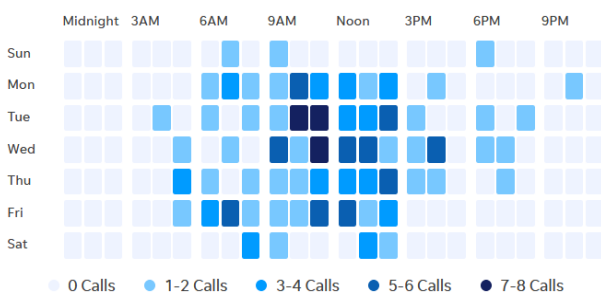 Midnight 3AM 6AM 9AM Noon 3PM 6PM 9PM
Sun
Mon
Tue
Wed
Thu
Fri
Sat
0 Calls 1-2 Calls 3-4 Calls 5-6 Calls 7-8 Calls